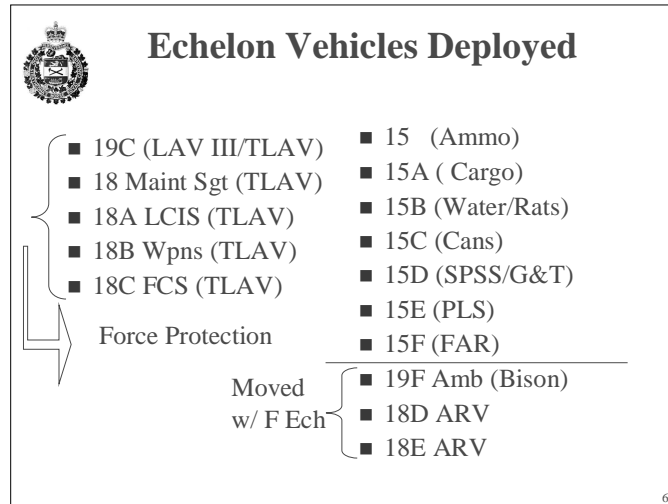 Echelon Vehicles Deployed
19C (LAV III/TLAV)
18 Maint Sgt (TLAV)
18A LCIS (TLAV)
18B Wpns (TLAV)
18C FCS (TLAV)
Force Protection
15 (Ammo)
15A ( Cargo)
15B (Water/Rats)
15C (Cans)
15D (SPSS/G&T)
15E (PLS)
15F (FAR)
Moved
w/ F Ech
19F Amb (Bison)
18D ARV
18E ARV
6